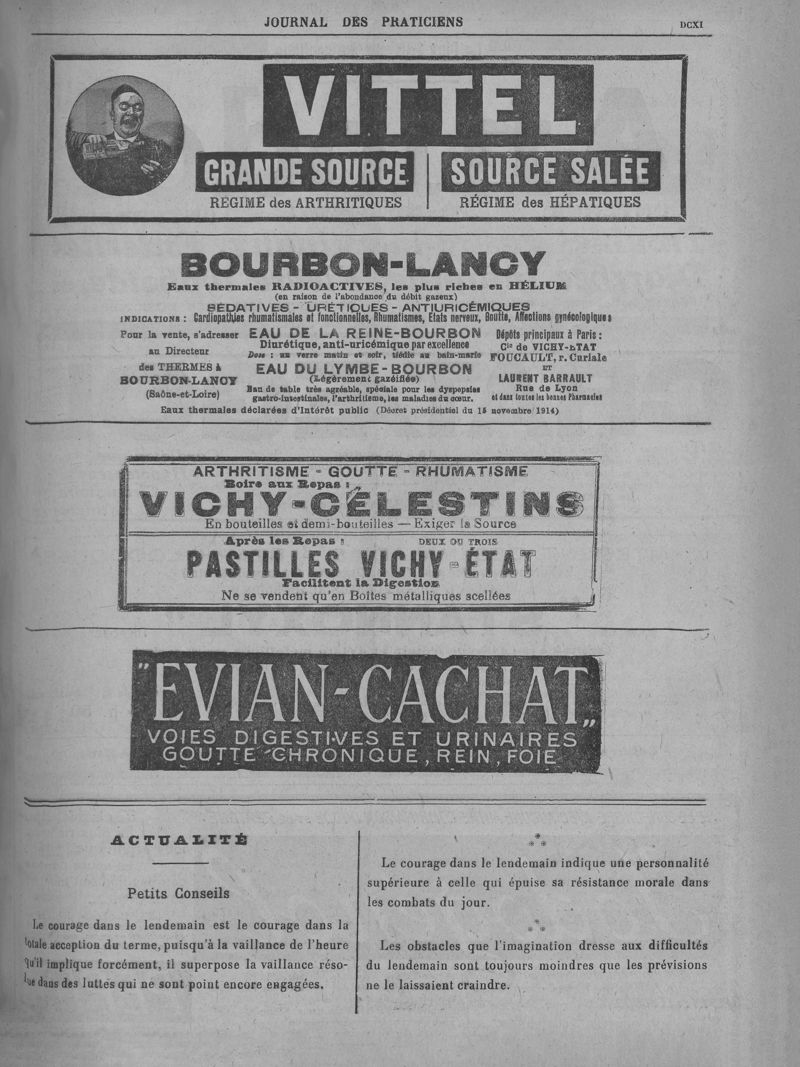 JOURNAL DES PRATICIENS
DCXI
VITTEL
GRANDE SOURCE
REGIME des ARTHRITIQUES
SOURCE SALÉE
RÉGIME des HÉPATIQUES
BOURBON-LANCY
Eaux thermales RADIOACTIVES, les plus riches en HÉLIUM
(en raison de l'abondance du débit gazeux)
SÉDATIVES - URÉTIQUES - ANTIURICÉMIQUES
INDICATIONS : Cardiopathies rhumatismales et fonctionnelles, Rhumatismes, Etats nerveux, Goutte, Affections gynécologiques
Pour la vente, s'adresser
au Directeur
des THERMES à
BOURBON-LANCY
(Saône-et-Loire)
EAU DE LA REINE-BOURBON
Diurétique, anti-uricémique par excellence
Dose : un verre matin et soir, tiédie au bain-marie
EAU DU LYMBE-BOURBON
(Légèrement gazéifiée)
Eau de table très agréable, spéciale pour les dyspepsies
gastro-intestinales, l'arthritisme, les maladies du cœur.
Dépôts principaux à Paris :
Cie de VICHY-ETAT
FOUCAULT, r. Curiale
ET
LAURENT BARRAULT
Rue de Lyon
et dans toutes les bonnes Pharmacies
Eaux thermales déclarées d'Intérêt public (Décret présidentiel du 15 novembre 1914)
ARTHRITISME - GOUTTE - RHUMATISME
Boire aux Repas :
VICHY-CÉLESTINS
En bouteilles et demi-bouteilles — Exiger la Source
Après les Repas : DEUX OU TROIS
PASTILLES VICHY-ÉTAT
Facilitent la Digestion
Ne se vendent qu'en Boîtes métalliques scellées
"EVIAN-CACHAT„
VOIES DIGESTIVES ET URINAIRES
GOUTTE CHRONIQUE, REIN, FOIE
ACTUALITÉ
Petits Conseils
Le courage dans le lendemain est le courage dans la
totale acception du terme, puisqu'à la vaillance de l'heure
qu'il implique forcément, il superpose la vaillance réso-
lue dans des luttes qui ne sont point encore engagées.
* * *
Le courage dans le lendemain indique une personnalité
supérieure à celle qui épuise sa résistance morale dans
les combats du jour.
* * *
Les obstacles que l'imagination dresse aux difficultés
du lendemain sont toujours moindres que les prévisions
ne le laissaient craindre.